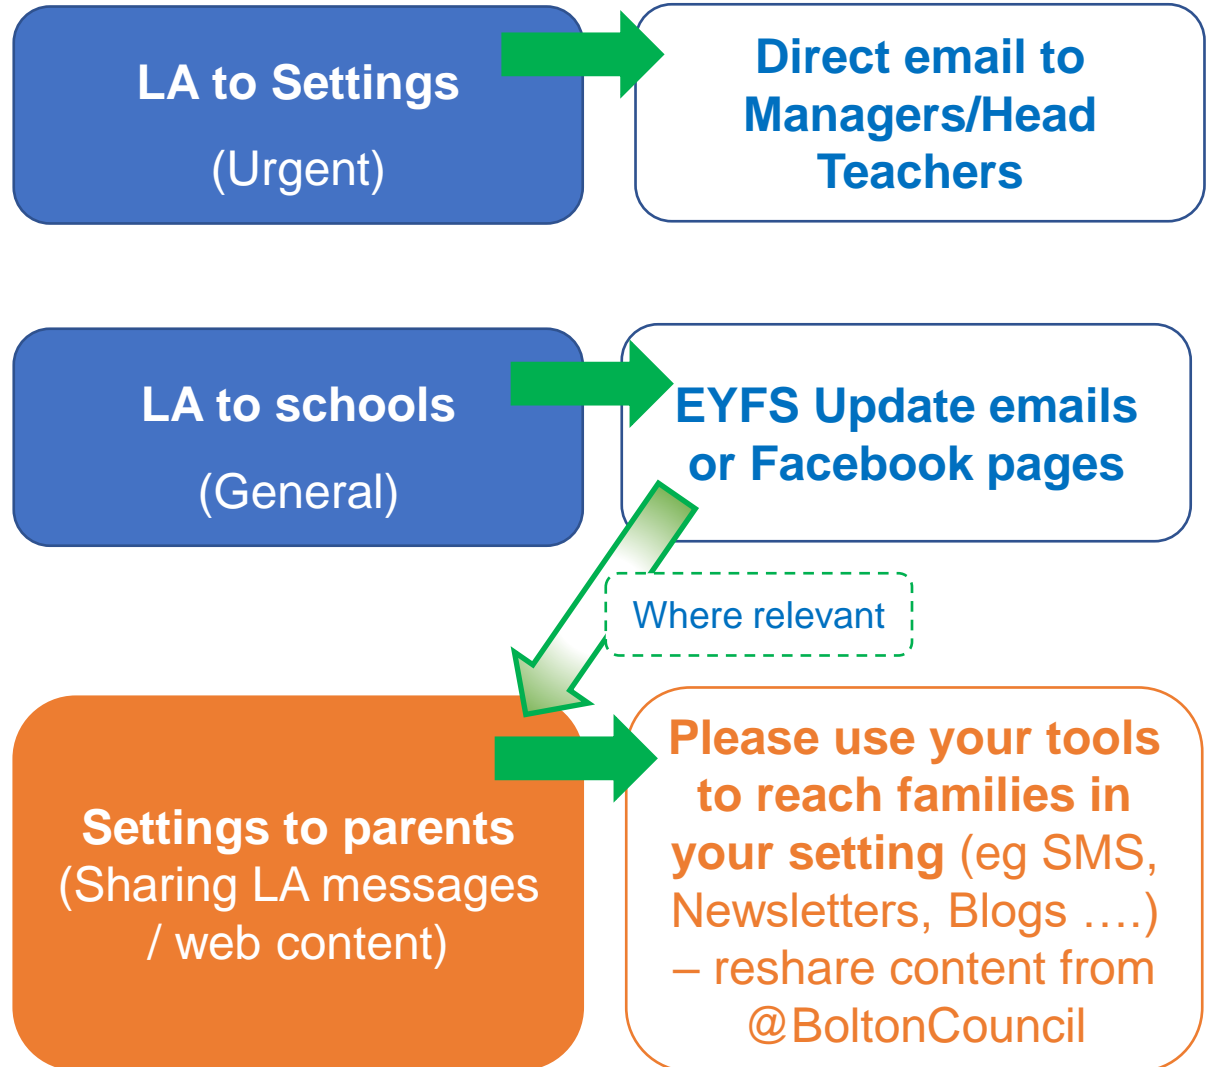 LA to Settings
(Urgent)
Direct email to
Managers/Head
Teachers
LA to schools
(General)
EYFS Update emails
or Facebook pages
Where relevant
Settings to parents
(Sharing LA messages
/ web content)
Please use your tools
to reach families in
your setting (eg SMS,
Newsletters, Blogs ….)
– reshare content from
@BoltonCouncil